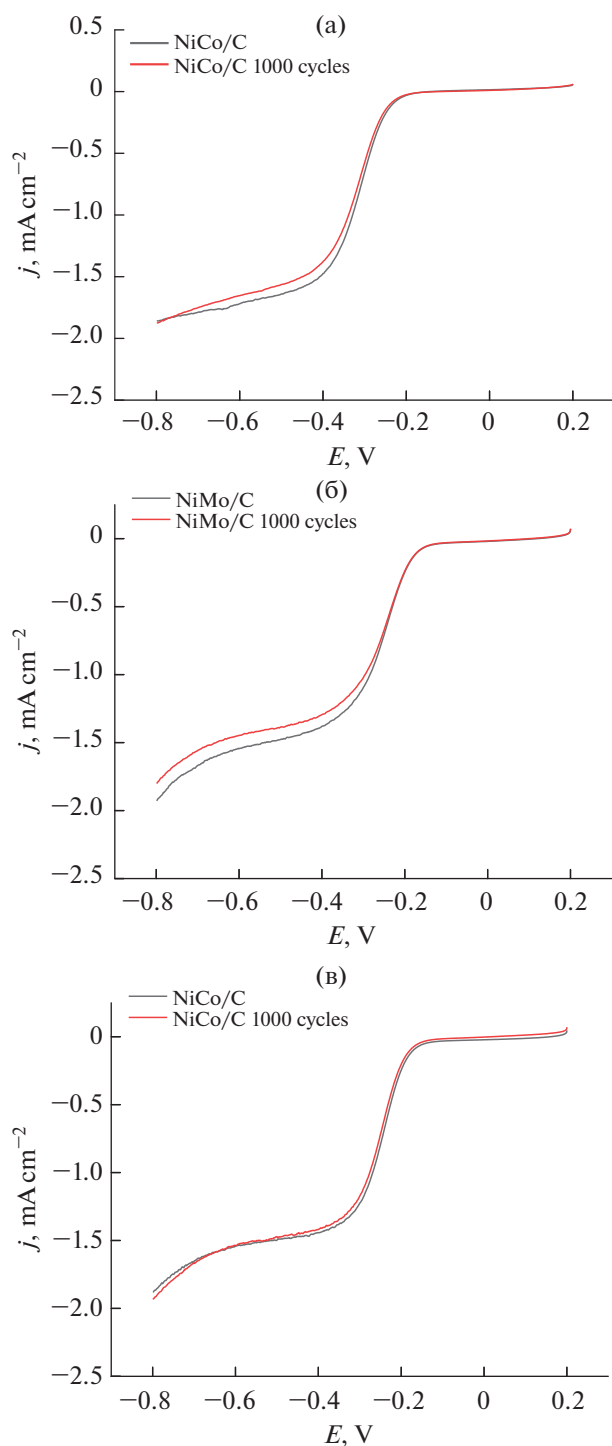 (а)
NiCo/C
NiCo/C 1000 cycles
0.5
0
−0.5
−1.0
−1.5
−2.0
−2.5
j, mA cm−2
−0.8 −0.6 −0.4 −0.2 0 0.2
E, V
(б)
NiMo/C
NiMo/C 1000 cycles
0
−0.5
−1.0
−1.5
−2.0
−2.5
j, mA cm−2
−0.8 −0.6 −0.4 −0.2 0 0.2
E, V
(в)
NiCo/C
NiCo/C 1000 cycles
0
−0.5
−1.0
−1.5
−2.0
−2.5
j, mA cm−2
−0.8 −0.6 −0.4 −0.2 0 0.2
E, V